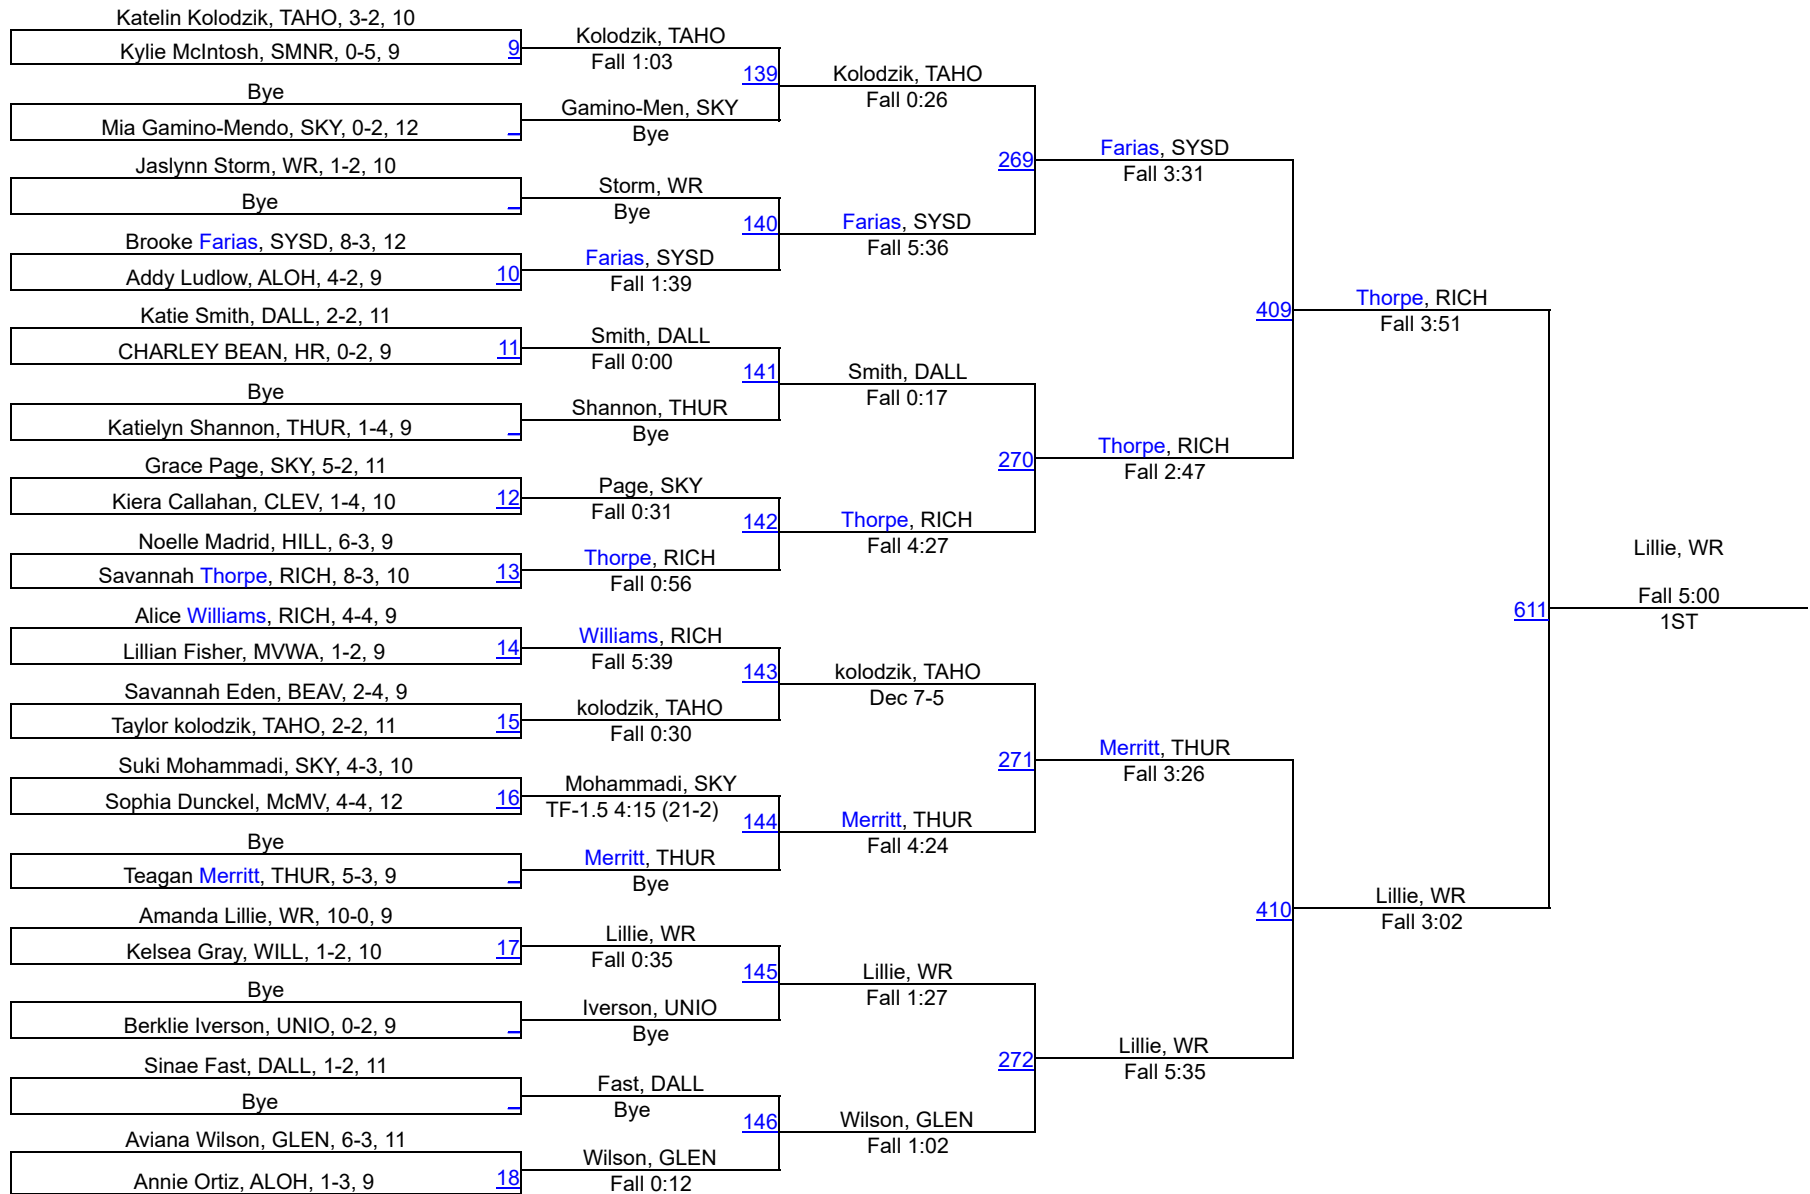 Katelin Kolodzik, TAHO, 3-2, 10
Kylie McIntosh, SMNR, 0-5, 9
9
Bye
Mia Gamino-Mendo, SKY, 0-2, 12
Jaslynn Storm, WR, 1-2, 10
Bye
Brooke Farias, SYSD, 8-3, 12
Addy Ludlow, ALOH, 4-2, 9
10
Katie Smith, DALL, 2-2, 11
CHARLEY BEAN, HR, 0-2, 9
11
Bye
Katielyn Shannon, THUR, 1-4, 9
Grace Page, SKY, 5-2, 11
Kiera Callahan, CLEV, 1-4, 10
12
Noelle Madrid, HILL, 6-3, 9
Savannah Thorpe, RICH, 8-3, 10
13
Alice Williams, RICH, 4-4, 9
Lillian Fisher, MVWA, 1-2, 9
14
Savannah Eden, BEAV, 2-4, 9
Taylor kolodzik, TAHO, 2-2, 11
15
Suki Mohammadi, SKY, 4-3, 10
Sophia Dunckel, McMV, 4-4, 12
16
Bye
Teagan Merritt, THUR, 5-3, 9
Amanda Lillie, WR, 10-0, 9
Kelsea Gray, WILL, 1-2, 10
17
Bye
Berklie Iverson, UNIO, 0-2, 9
Sinae Fast, DALL, 1-2, 11
Bye
Aviana Wilson, GLEN, 6-3, 11
Annie Ortiz, ALOH, 1-3, 9
18
Kolodzik, TAHO
Fall 1:03
139
Gamino-Men, SKY
Bye
Storm, WR
Bye
140
Farias, SYSD
Fall 1:39
Smith, DALL
Fall 0:00
141
Shannon, THUR
Bye
Page, SKY
Fall 0:31
142
Thorpe, RICH
Fall 0:56
Williams, RICH
Fall 5:39
143
kolodzik, TAHO
Fall 0:30
Mohammadi, SKY
TF-1.5 4:15 (21-2)
144
Merritt, THUR
Bye
Lillie, WR
Fall 0:35
145
Iverson, UNIO
Bye
Fast, DALL
Bye
146
Wilson, GLEN
Fall 0:12
Kolodzik, TAHO
Fall 0:26
269
Farias, SYSD
Fall 5:36
Smith, DALL
Fall 0:17
270
Thorpe, RICH
Fall 4:27
kolodzik, TAHO
Dec 7-5
271
Merritt, THUR
Fall 4:24
Lillie, WR
Fall 1:27
272
Wilson, GLEN
Fall 1:02
Farias, SYSD
Fall 3:31
409
Thorpe, RICH
Fall 2:47
Merritt, THUR
Fall 3:26
410
Lillie, WR
Fall 5:35
Thorpe, RICH
Fall 3:51
611
Lillie, WR
Fall 3:02
Lillie, WR
Fall 5:00
1ST